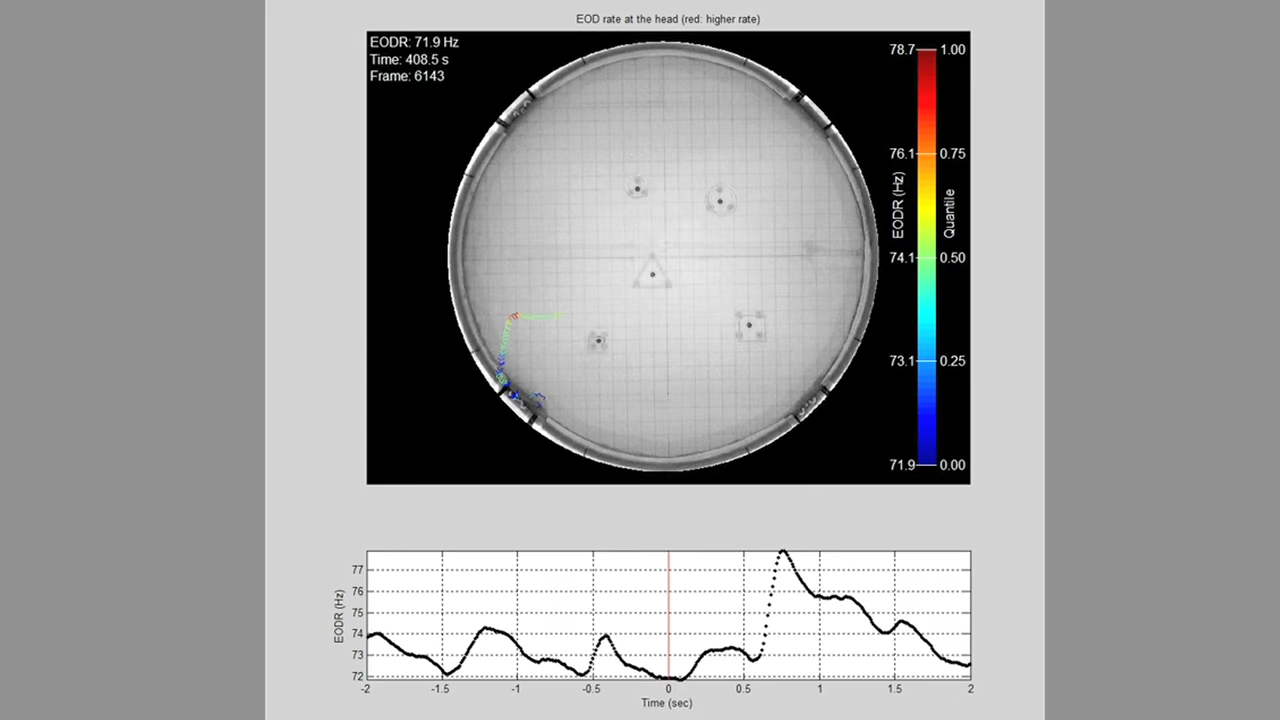 EOD rate at the head (red: higher rate)
EODR: 71.9 Hz
Time: 408.5 s
Frame: 6143
78.7 1.00
76.1 0.75
74.1 0.50
73.1 0.25
71.9 0.00
EODR (Hz)
Quantile
77
76
75
74
73
72
EODR (Hz)
-2 -1.5 -1 -0.5 0 0.5 1 1.5 2
Time (sec)